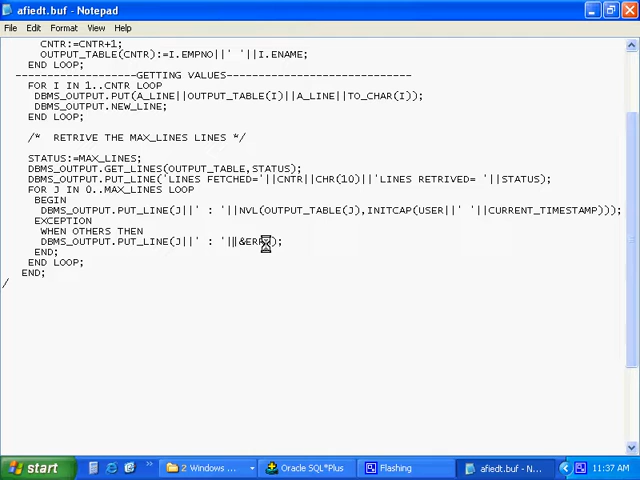 afiedt.buf - Notepad
File Edit Format View Help
CNTR:=CNTR+1;
OUTPUT_TABLE(CNTR):=I.EMPNO||' '||I.ENAME;
END LOOP;
-------------------GETTING VALUES------------------------------
FOR I IN 1..CNTR LOOP
DBMS_OUTPUT.PUT(A_LINE||OUTPUT_TABLE(I)||A_LINE||TO_CHAR(I));
DBMS_OUTPUT.NEW_LINE;
END LOOP;
/* RETRIVE THE MAX_LINES LINES */
STATUS:=MAX_LINES;
DBMS_OUTPUT.GET_LINES(OUTPUT_TABLE,STATUS);
DBMS_OUTPUT.PUT_LINE('LINES FETCHED='||CNTR||CHR(10)||'LINES RETRIVED= '||STATUS);
FOR J IN 0..MAX_LINES LOOP
BEGIN
DBMS_OUTPUT.PUT_LINE(J||' : '||NVL(OUTPUT_TABLE(J),INITCAP(USER||' '||CURRENT_TIMESTAMP)));
EXCEPTION
WHEN OTHERS THEN
DBMS_OUTPUT.PUT_LINE(J||' : '||
END;
END LOOP;
END;
/
start 2 Windows ... Oracle SQL*Plus Flashing afiedt.buf - N... 11:37 AM